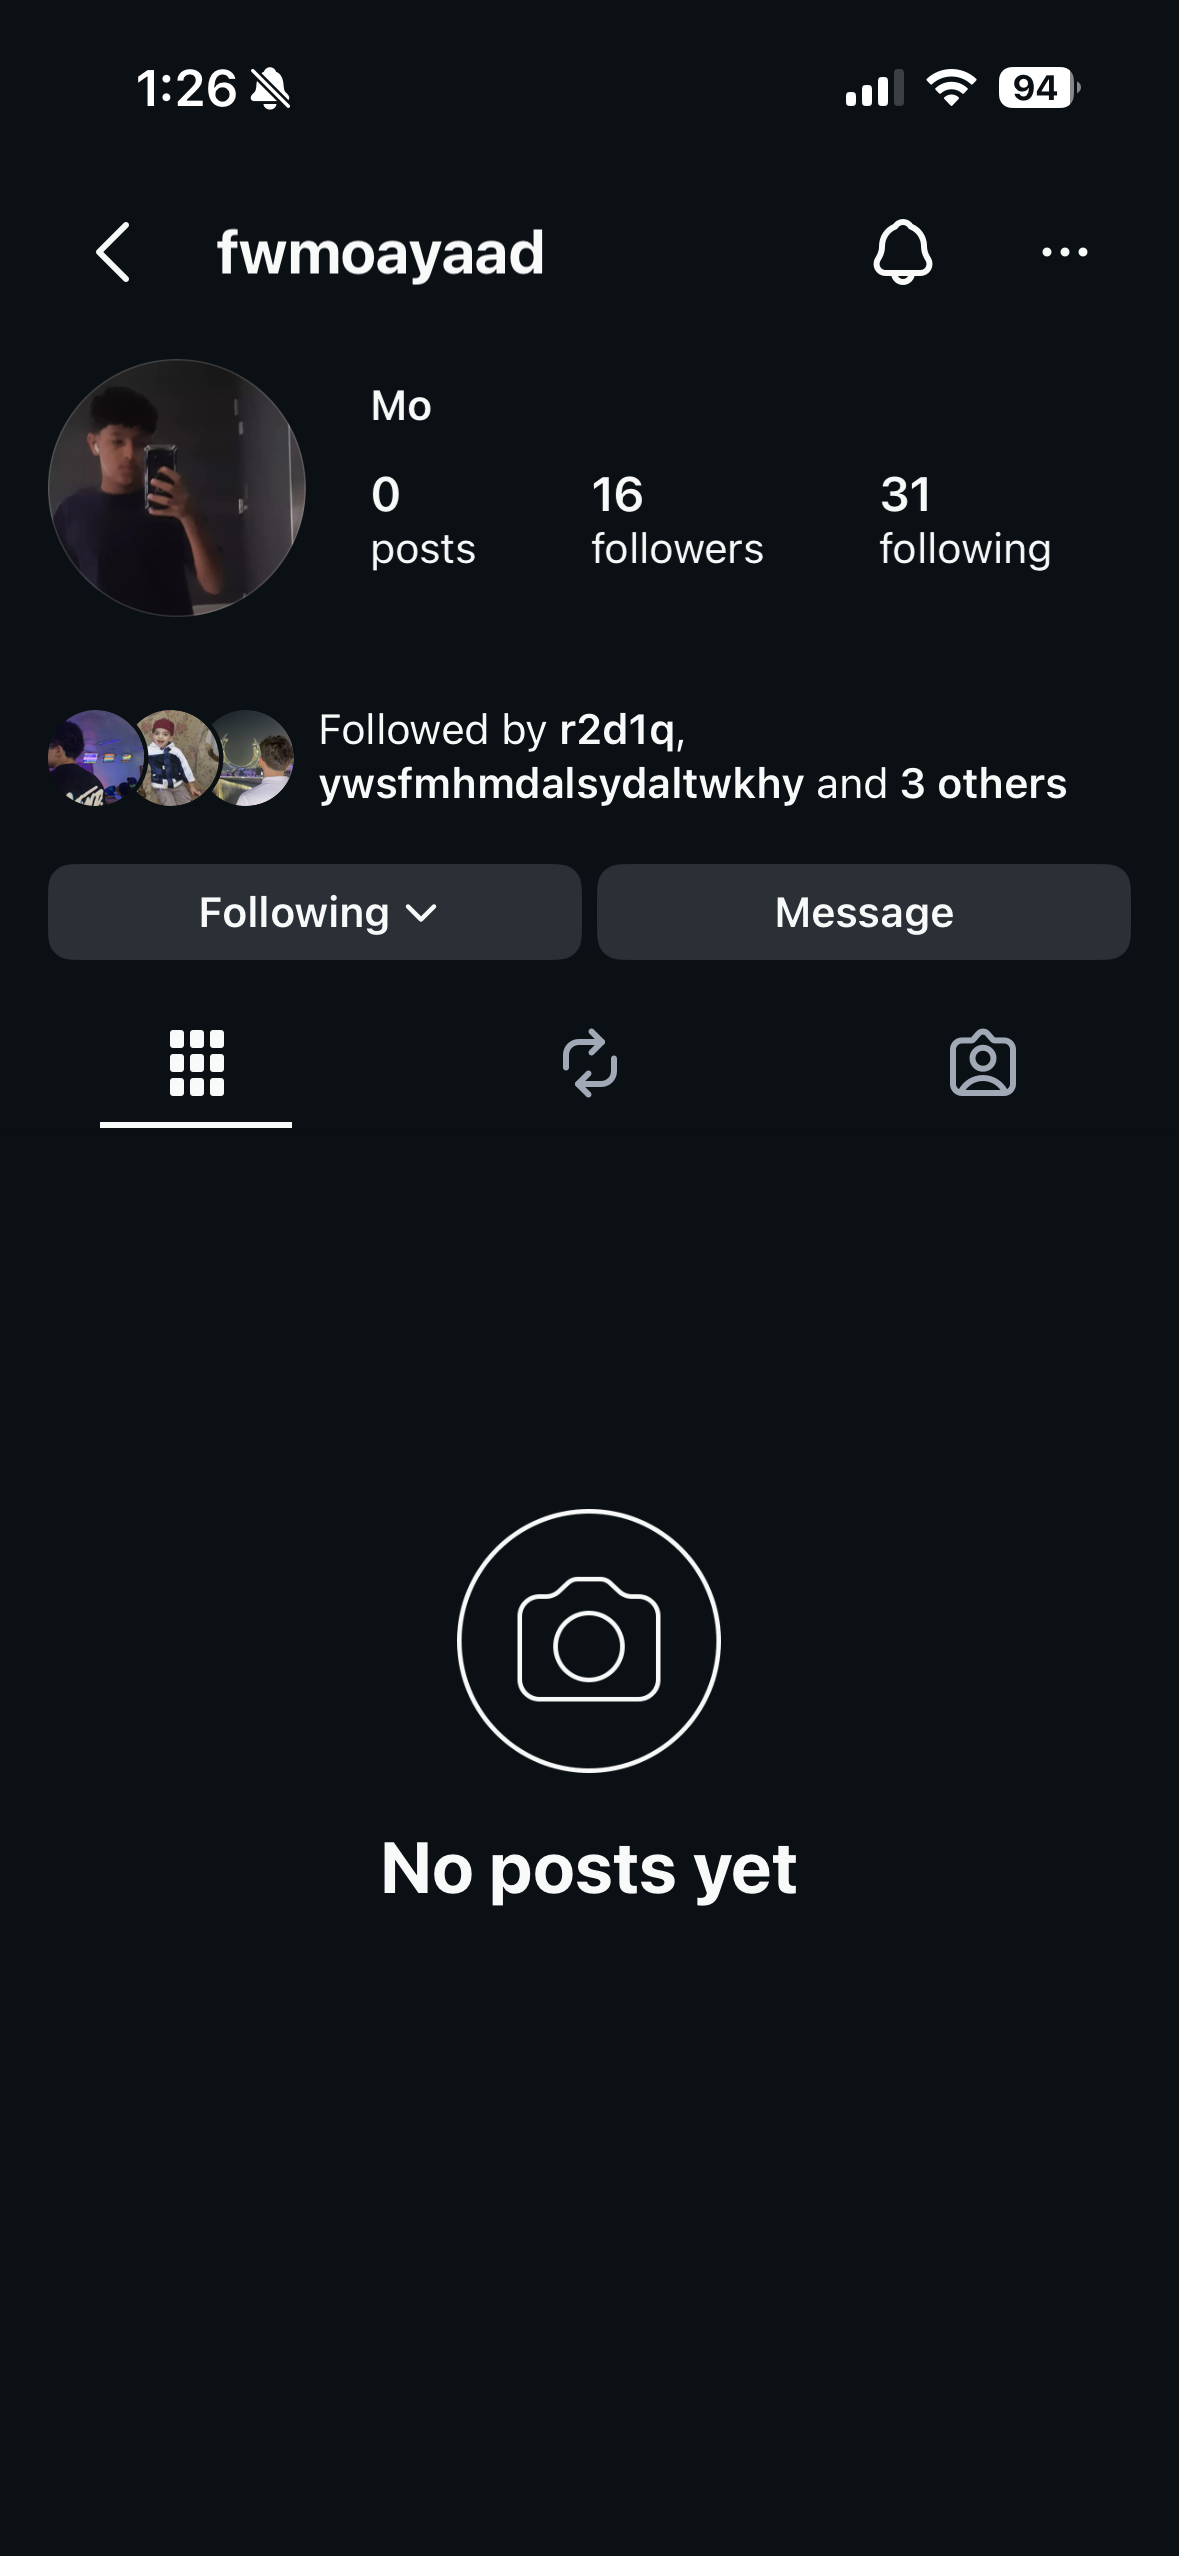 1:26
94
fwmoayaad
Mo
0
16
31
posts
followers
following
Followed by r2d1q,
ywsfmhmdalsydaltwkhy and 3 others
Following
Message
No posts yet